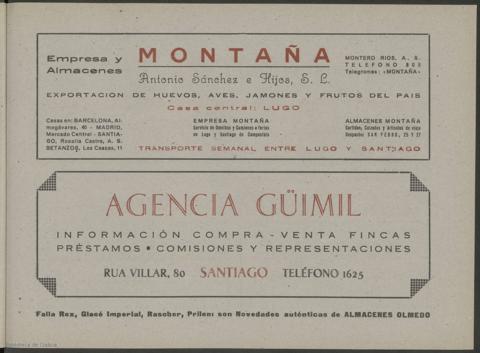 Empresa y
Almacenes
MONTAÑA
Antonio Sánchez e Hijos, S. L.
MONTERO RIOS, A. S.
TELEFONO 803
Telegramas: «MONTAÑA»
EXPORTACION DE HUEVOS, AVES, JAMONES Y FRUTOS DEL PAIS
Casa central: LUGO
Casas en: BARCELONA, Al-
mogávares, 40 - MADRID,
Mercado Central - SANTIA-
GO, Rosalía Castro, A. S.
BETANZOS, Las Cascas, 11
EMPRESA MONTAÑA
Servicio de Omnibus y Camiones a Ferias
en Lugo y Santiago de Compostela
ALMACENES MONTAÑA
Curtidos, Calzados y Artículos de viaje
Despacho: SAN PEDRO, 25 Y 27
TRANSPORTE SEMANAL ENTRE LUGO Y SANTIAGO
AGENCIA GÜIMIL
INFORMACIÓN COMPRA - VENTA FINCAS
PRÉSTAMOS • COMISIONES Y REPRESENTACIONES
RUA VILLAR, 80 SANTIAGO TELÉFONO 1625
Falla Rex, Glasé Imperial, Rascher, Prilen: son Novedades auténticas de ALMACENES OLMEDO